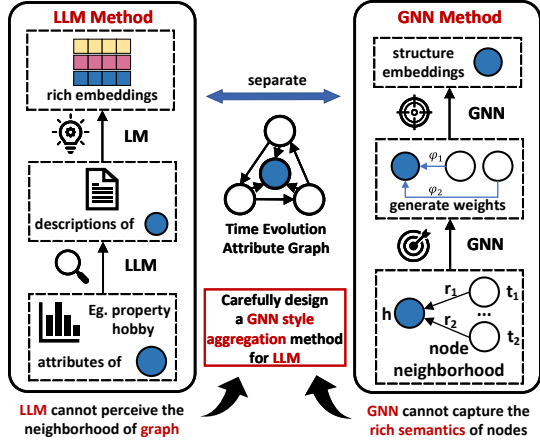 LLM Method
rich embeddings
LM
descriptions of
LLM
Eg. property
hobby
attributes of
LLM cannot perceive the
neighborhood of graph
separate
Time Evolution
Attribute Graph
Carefully design
a GNN style
aggregation method
for LLM
GNN Method
structure
embeddings
GNN
φ1
φ2
generate weights
GNN
h
r1
t1
...
r2
t2
node
neighborhood
GNN cannot capture the
rich semantics of nodes